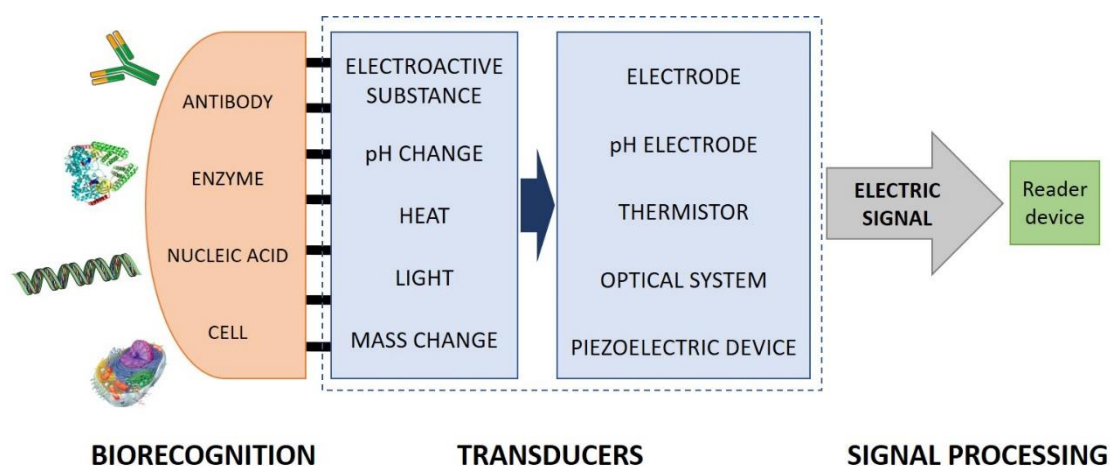 ANTIBODY
ENZYME
NUCLEIC ACID
CELL
ELECTROACTIVE
SUBSTANCE
pH CHANGE
HEAT
LIGHT
MASS CHANGE
ELECTRODE
pH ELECTRODE
THERMISTOR
OPTICAL SYSTEM
PIEZOELECTRIC DEVICE
ELECTRIC
SIGNAL
Reader
device
BIORECOGNITION
TRANSDUCERS
SIGNAL PROCESSING